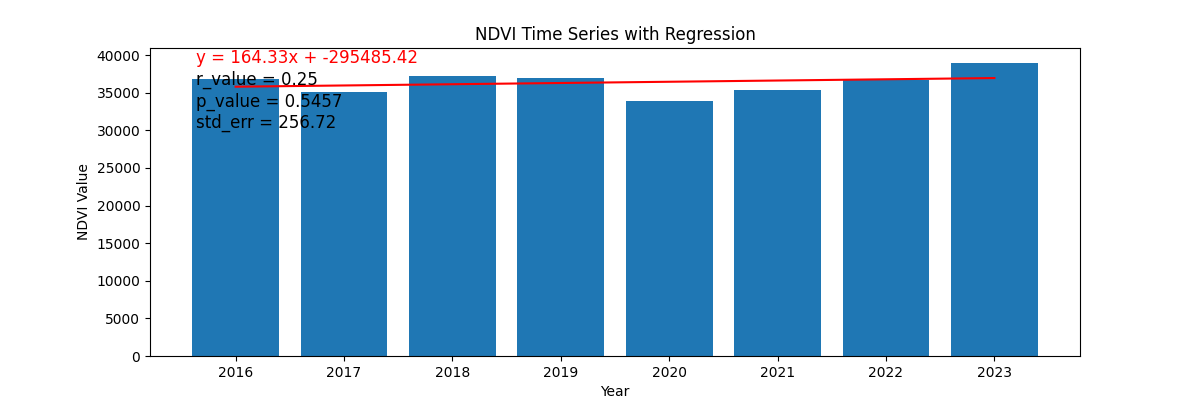 NDVI Time Series with Regression
y = 164.33x + -295485.42
r_value = 0.25
p_value = 0.5457
std_err = 256.72
40000
35000
30000
25000
20000
15000
10000
5000
0
NDVI Value
2016 2017 2018 2019 2020 2021 2022 2023
Year